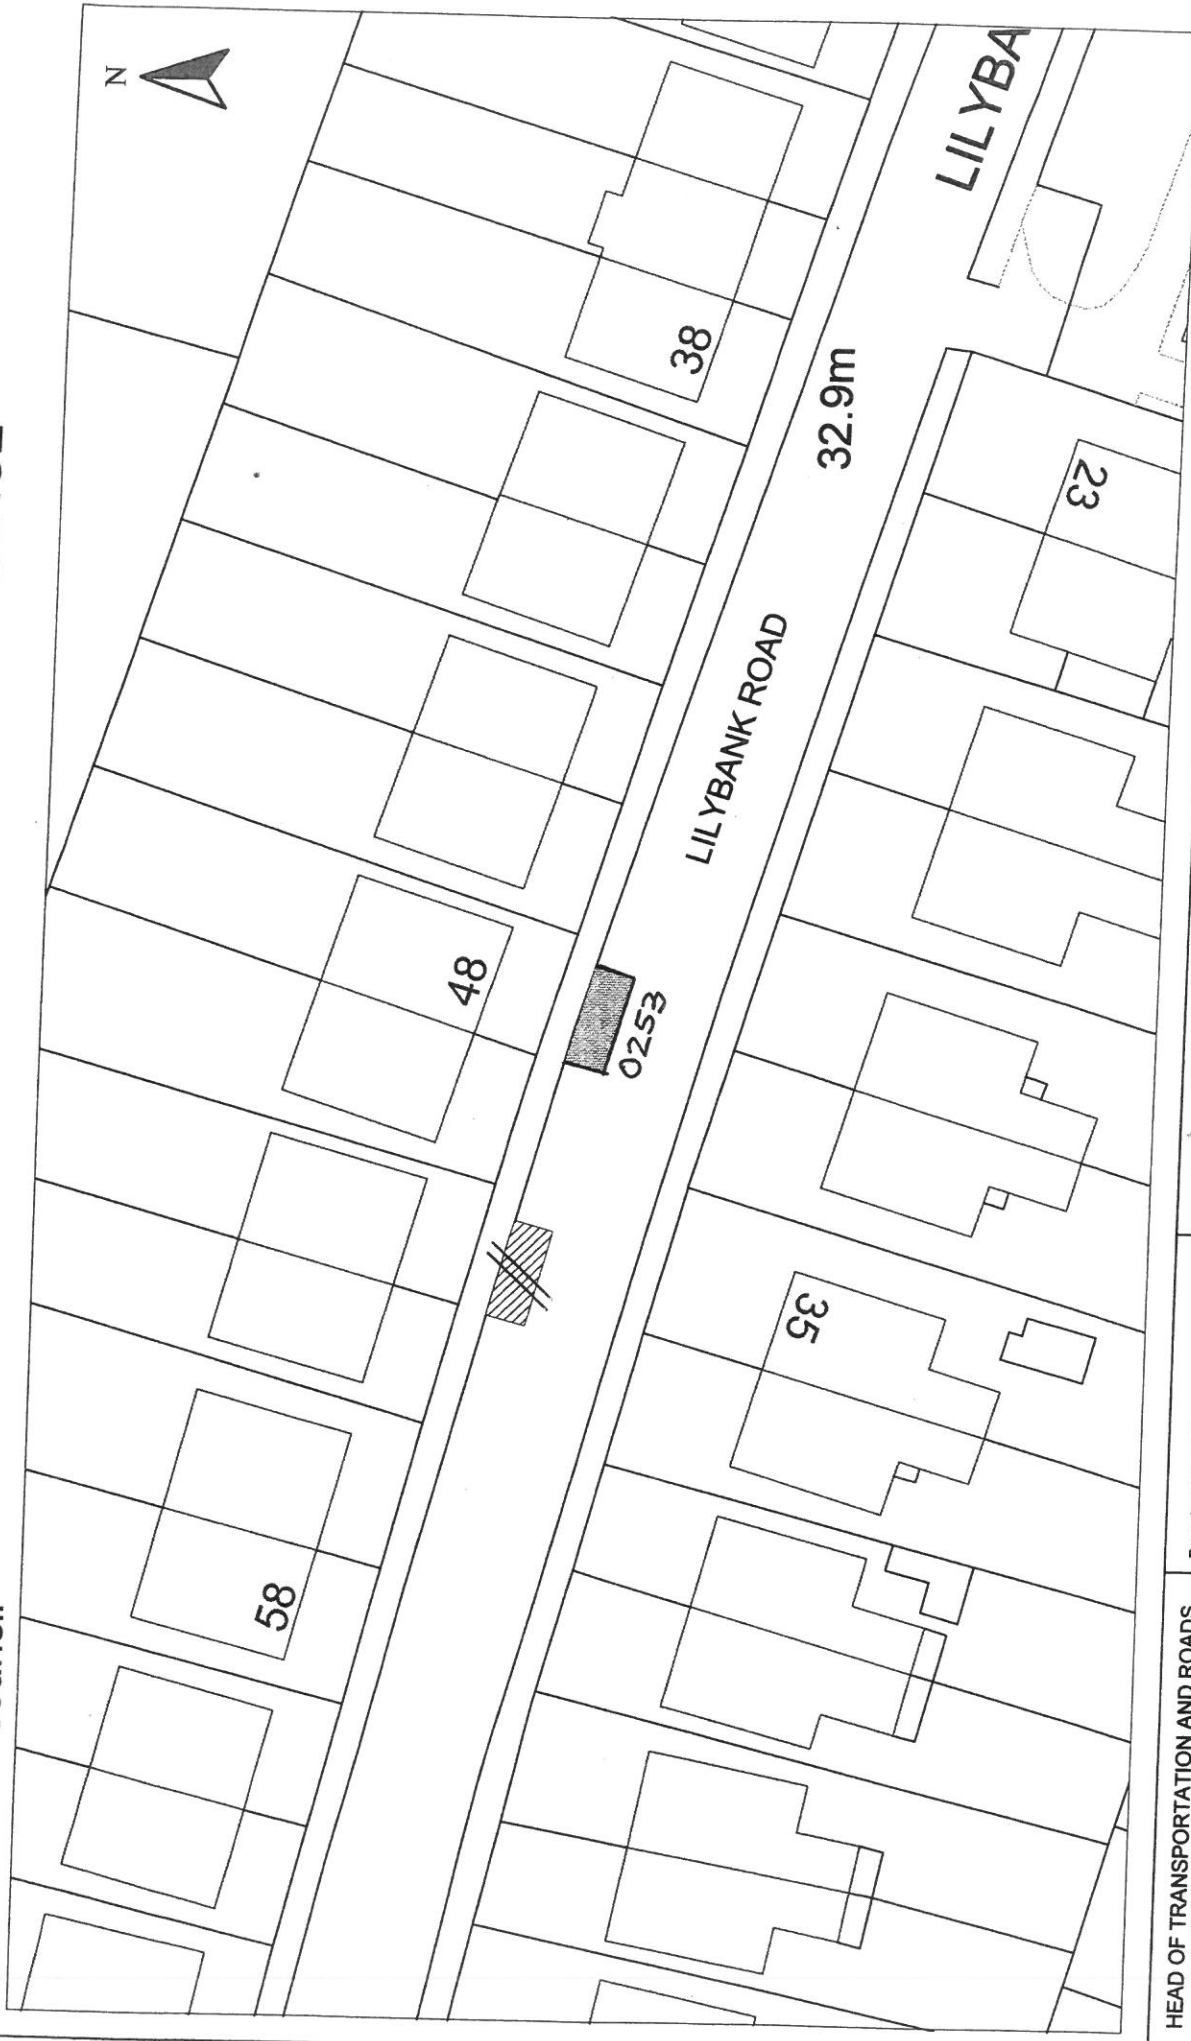 N
LILYBA
38
32.9m
23
LILYBANK ROAD
48
0253
35
58
HEAD OF TRANSPORTATION AND ROADS